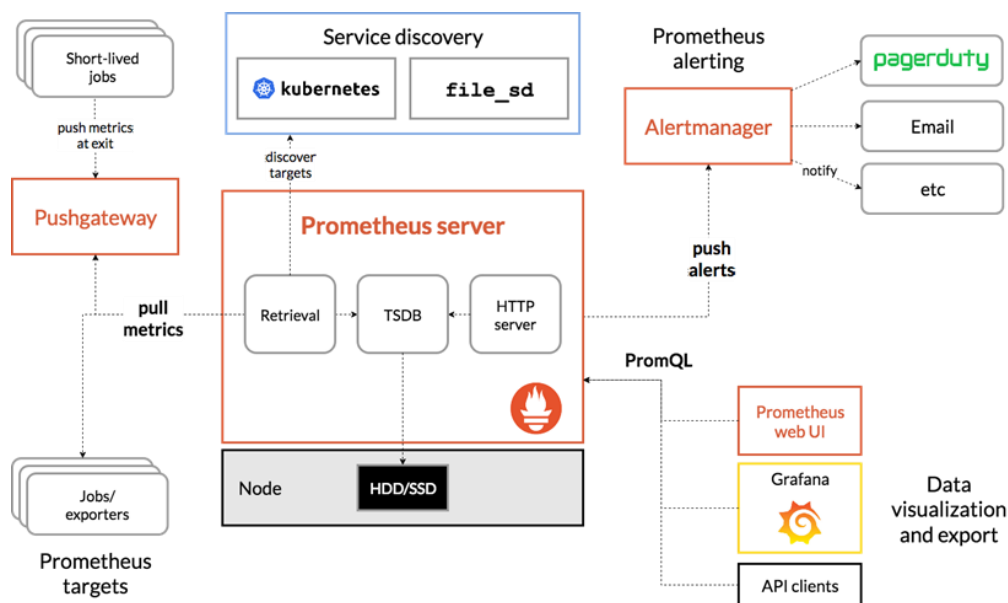 Short-lived
jobs
push metrics
at exit
Pushgateway
pull
metrics
Jobs/
exporters
Prometheus
targets
Service discovery
kubernetes
file_sd
discover
targets
Prometheus server
Retrieval
TSDB
HTTP
server
Node
HDD/SSD
Prometheus
alerting
Alertmanager
pagerduty
Email
etc
notify
push
alerts
PromQL
Prometheus
web UI
Grafana
API clients
Data
visualization
and export